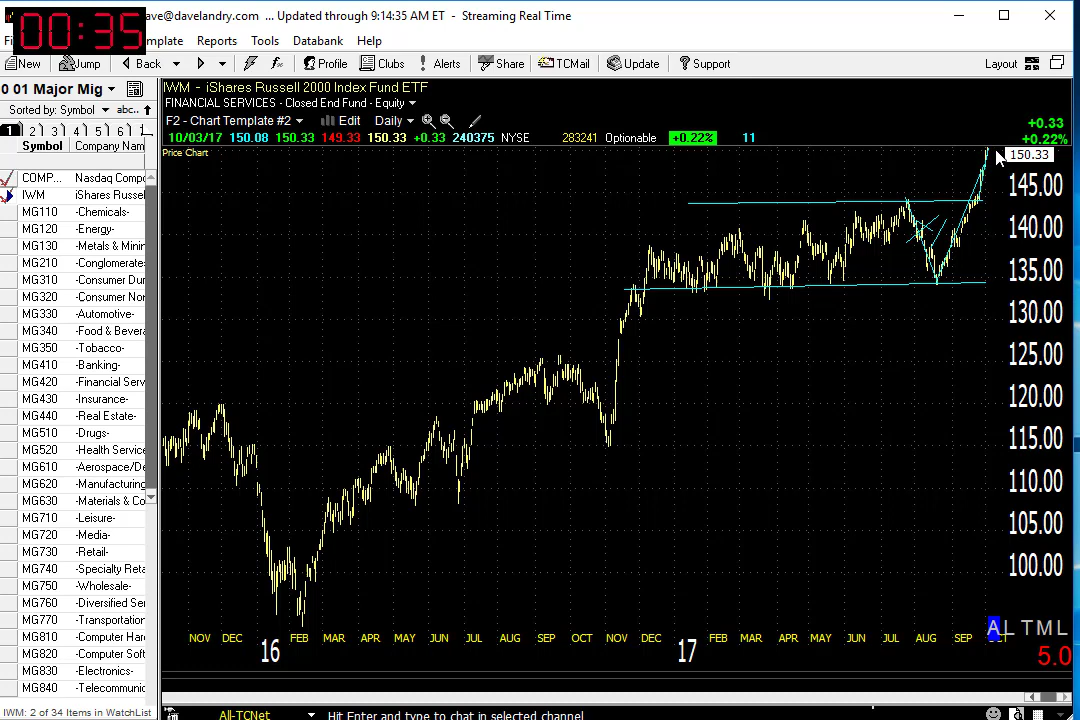 ave@davelandry.com ... Updated through 9:14:35 AM ET - Streaming Real Time
00:35
mplate Reports Tools Databank Help
New Jump Back Profile Clubs Alerts Share TCMail Update Support Layout
0 01 Major Mig
Sorted by: Symbol abc..
1 2 3 4 5 6
Symbol Company Nam
COMP... Nasdaq Compo
IWM iShares Russel
MG110 -Chemicals-
MG120 -Energy-
MG130 -Metals & Minin
MG210 -Conglomerate:
MG310 -Consumer Dur
MG320 -Consumer Nor
MG330 -Automotive-
MG340 -Food & Bevera
MG350 -Tobacco-
MG410 -Banking-
MG420 -Financial Serv
MG430 -Insurance-
MG440 -Real Estate-
MG510 -Drugs-
MG520 -Health Service
MG610 -Aerospace/De
MG620 -Manufacturing
MG630 -Materials & Co
MG710 -Leisure-
MG720 -Media-
MG730 -Retail-
MG740 -Specialty Reta
MG750 -Wholesale-
MG760 -Diversified Ser
MG770 -Transportation
MG810 -Computer Har
MG820 -Computer Soft
MG830 -Electronics-
MG840 -Telecommunic
IWM: 2 of 34 Items in WatchList
IWM - iShares Russell 2000 Index Fund ETF
FINANCIAL SERVICES - Closed End Fund - Equity
F2 - Chart Template #2 Edit Daily
10/03/17 150.08 150.33 149.33 150.33 +0.33 240375 NYSE 283241 Optionable +0.22% 11
+0.33
+0.22%
Price Chart
150.33
145.00
140.00
135.00
130.00
125.00
120.00
115.00
110.00
105.00
100.00
NOV DEC 16 FEB MAR APR MAY JUN JUL AUG SEP OCT NOV DEC 17 FEB MAR APR MAY JUN JUL AUG SEP
A L T M L
5.0
All-TCNet Hit Enter and type to chat in selected channel